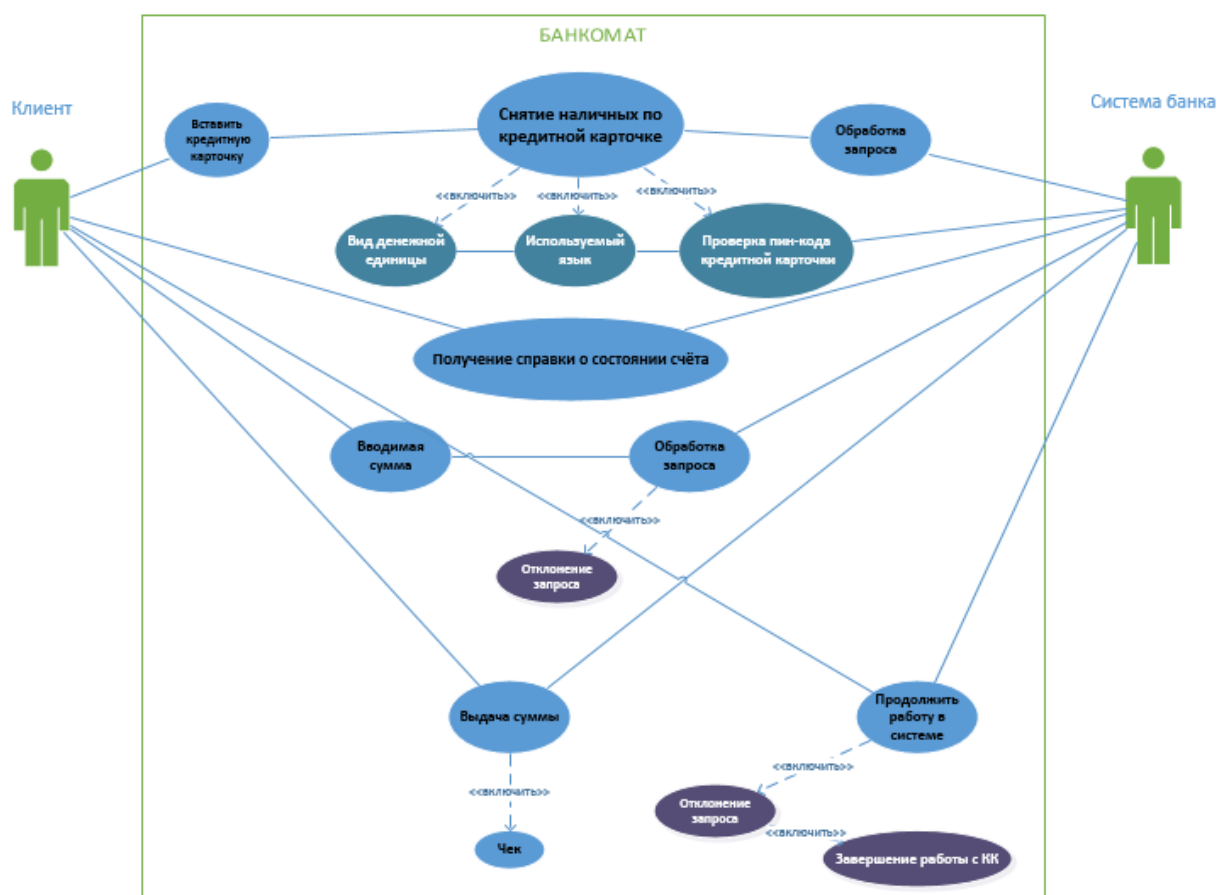 БАНКОМАТ
Клиент
Система банка
Вставить
кредитную
карточку
Снятие наличных по
кредитной карточке
Обработка
запроса
<<включить>>
<<включить>>
<<включить>>
Вид денежной
единицы
Используемый
язык
Проверка пин-кода
кредитной карточки
Получение справки о состоянии счёта
Вводимая
сумма
Обработка
запроса
<<включить>>
Отклонение
запроса
Выдача суммы
Продолжить
работу в
системе
<<включить>>
<<включить>>
Отклонение
запроса
<<включить>>
Чек
Завершение работы с КК